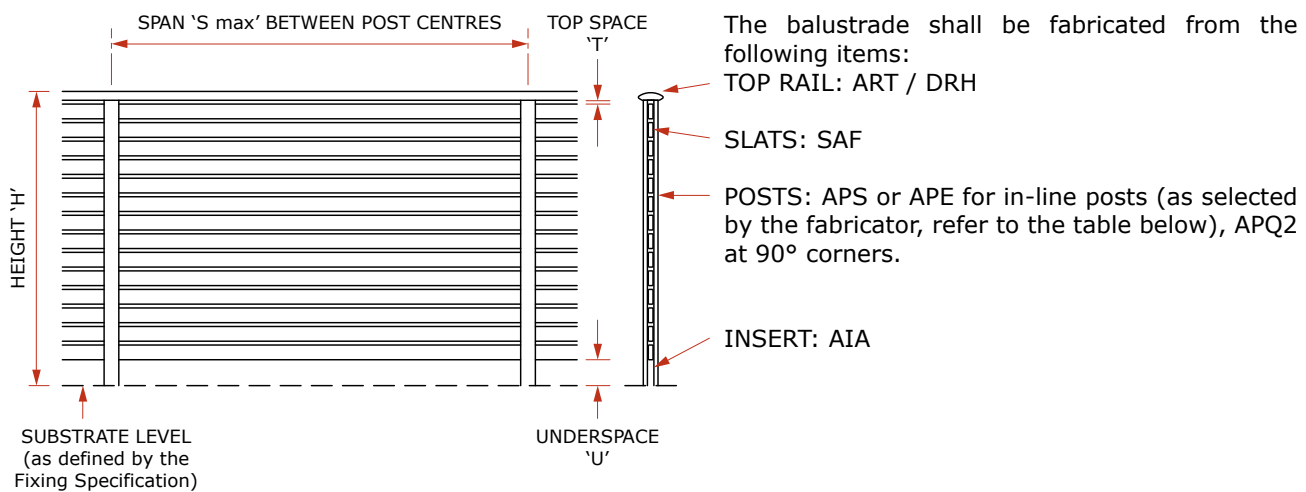 SPAN ‘S max’ BETWEEN POST CENTRES
TOP SPACE
‘T’
HEIGHT ‘H’
SUBSTRATE LEVEL
(as defined by the
Fixing Specification)
UNDERSPACE
‘U’
The balustrade shall be fabricated from the
following items:
TOP RAIL: ART / DRH
SLATS: SAF
POSTS: APS or APE for in-line posts (as selected
by the fabricator, refer to the table below), APQ2
at 90° corners.
INSERT: AIA